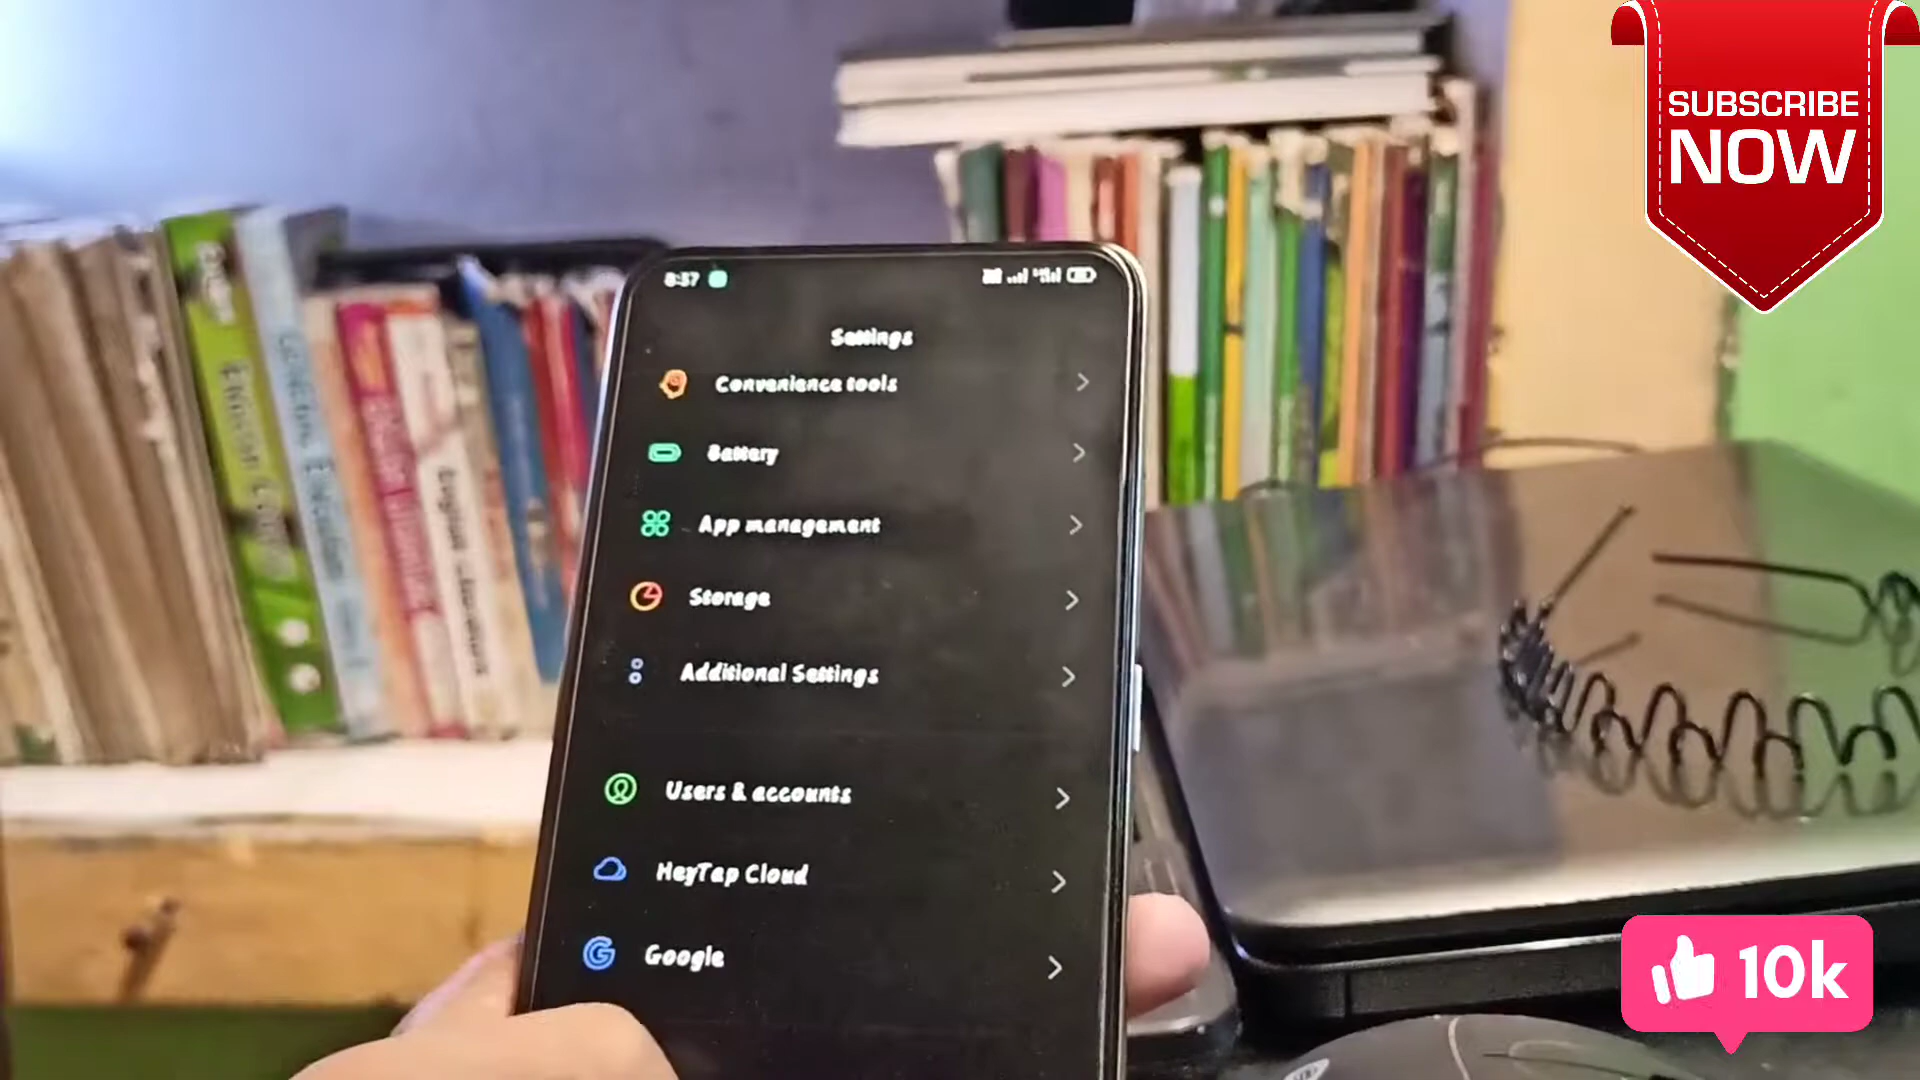 SUBSCRIBE
NOW
8:37
Settings
Convenience tools
Battery
App management
Storage
Additional Settings
Users & accounts
HeyTap Cloud
Google
10k